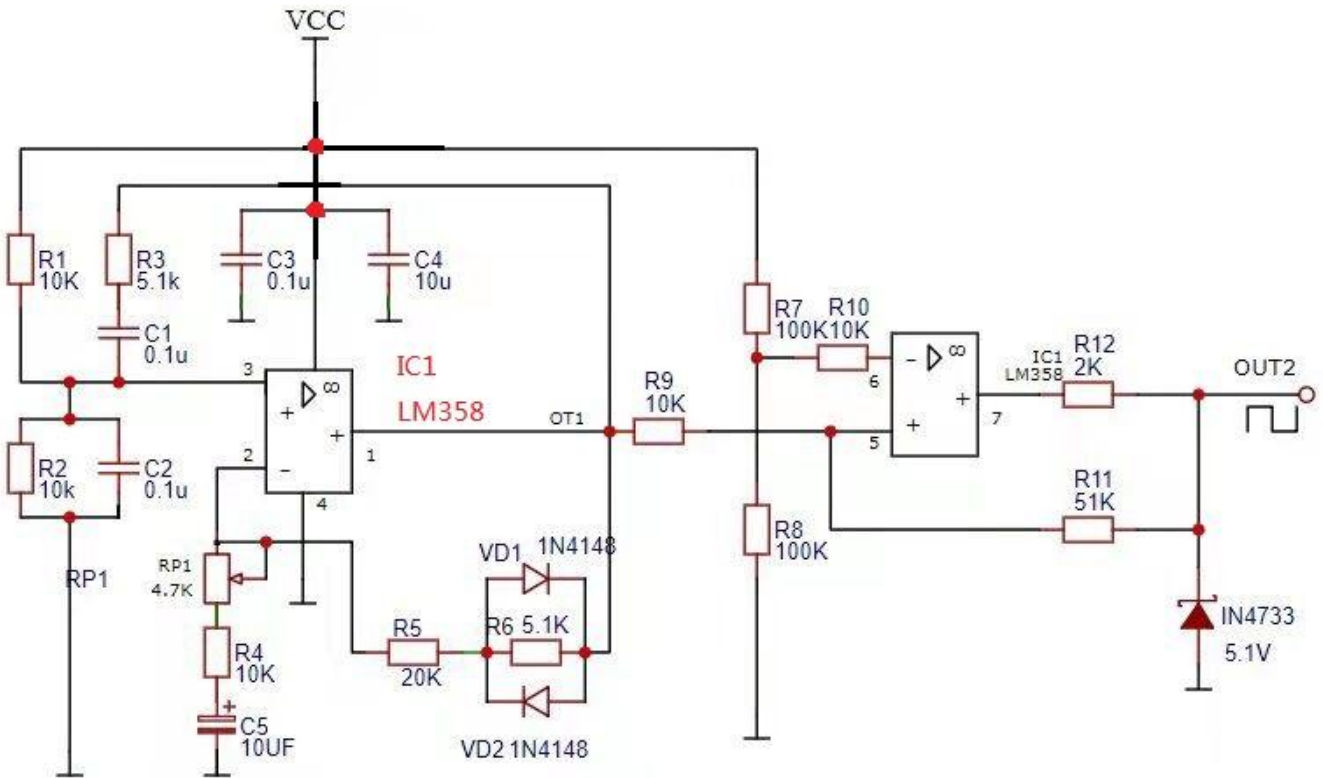 VCC
R1
10K
R3
5.1k
C1
0.1u
C3
0.1u
C4
10u
R7
100K
R10
10K
IC1
LM358
3
8
+
+
2
-
1
4
OT1
R9
10K
8
-
6
+
5
+
7
IC1
LM358
R12
2K
OUT2
R2
10k
C2
0.1u
R11
51K
R8
100K
RP1
RP1
4.7K
VD1
1N4148
R5
20K
R6 5.1K
IN4733
5.1V
R4
10K
+
C5
10UF
VD2 1N4148